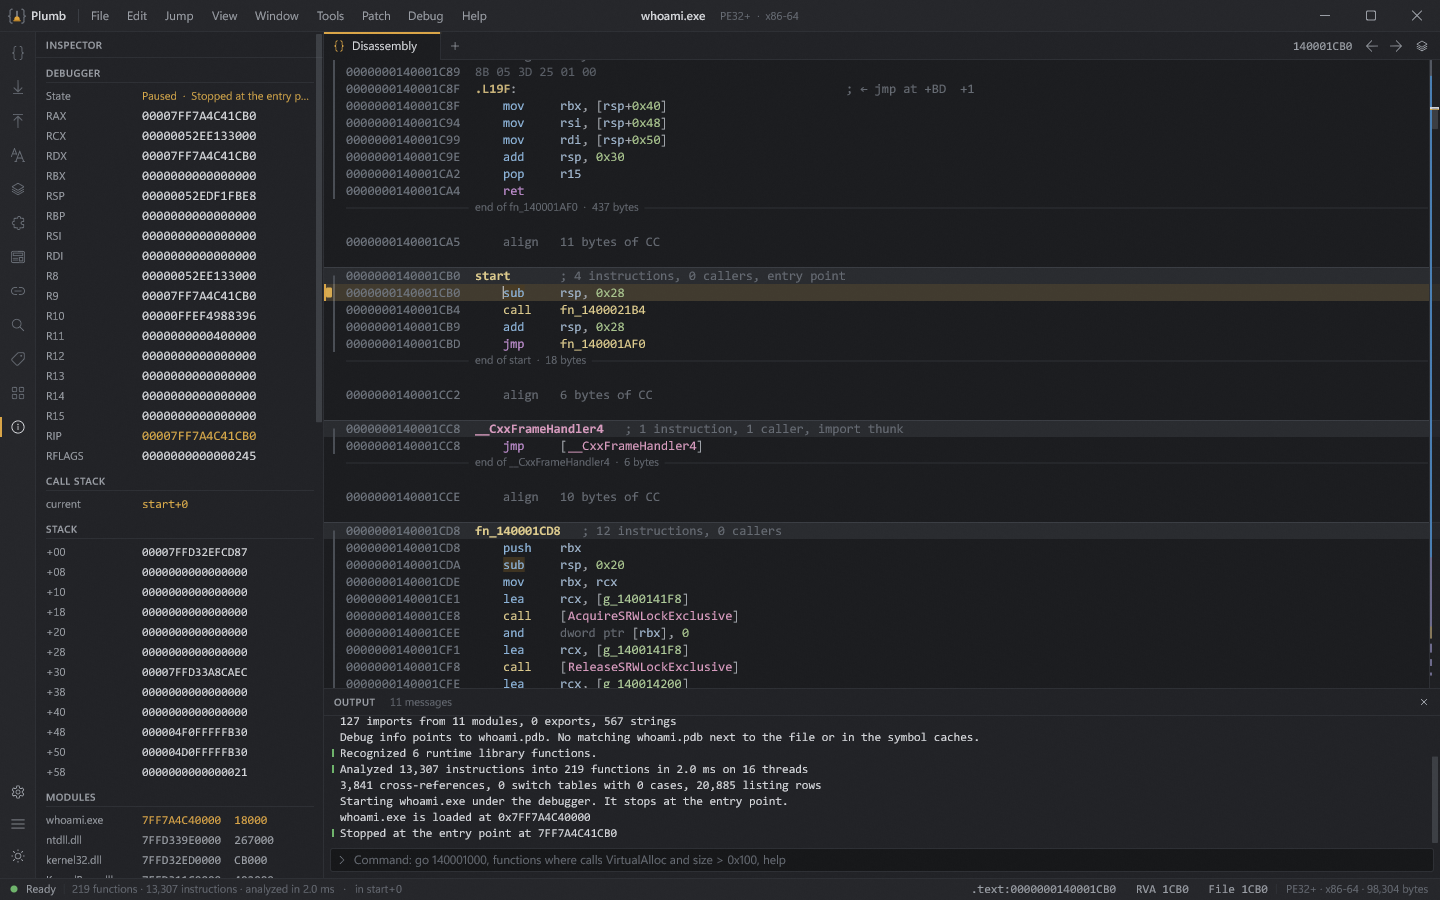 Plumb File Edit Jump View Window Tools Patch Debug Help whoami.exe PE32+ · x86-64
INSPECTOR
DEBUGGER
State Paused · Stopped at the entry p...
RAX 00007FF7A4C41CB0
RCX 00000052EE133000
RDX 00007FF7A4C41CB0
RBX 0000000000000000
RSP 00000052EDF1FBE8
RBP 0000000000000000
RSI 0000000000000000
RDI 0000000000000000
R8 00000052EE133000
R9 00007FF7A4C41CB0
R10 00000FFEF4988396
R11 0000000000400000
R12 0000000000000000
R13 0000000000000000
R14 0000000000000000
R15 0000000000000000
RIP 00007FF7A4C41CB0
RFLAGS 0000000000000245
CALL STACK
current start+0
STACK
+00 00007FFD32EFCD87
+08 0000000000000000
+10 0000000000000000
+18 0000000000000000
+20 0000000000000000
+28 0000000000000000
+30 00007FFD33A8CAEC
+38 0000000000000000
+40 0000000000000000
+48 000004F0FFFFFB30
+50 000004D0FFFFFB30
+58 0000000000000021
MODULES
whoami.exe 7FF7A4C40000 18000
ntdll.dll 7FFD339E0000 267000
kernel32.dll 7FFD32ED0000 CB000
Disassembly + 140001CB0
0000000140001C89 8B 05 3D 25 01 00
0000000140001C8F .L19F: ; ← jmp at +BD +1
0000000140001C8F mov rbx, [rsp+0x40]
0000000140001C94 mov rsi, [rsp+0x48]
0000000140001C99 mov rdi, [rsp+0x50]
0000000140001C9E add rsp, 0x30
0000000140001CA2 pop r15
0000000140001CA4 ret
end of fn_140001AF0 · 437 bytes
0000000140001CA5 align 11 bytes of CC
0000000140001CB0 start ; 4 instructions, 0 callers, entry point
0000000140001CB0 sub rsp, 0x28
0000000140001CB4 call fn_1400021B4
0000000140001CB9 add rsp, 0x28
0000000140001CBD jmp fn_140001AF0
end of start · 18 bytes
0000000140001CC2 align 6 bytes of CC
0000000140001CC8 __CxxFrameHandler4 ; 1 instruction, 1 caller, import thunk
0000000140001CC8 jmp [__CxxFrameHandler4]
end of __CxxFrameHandler4 · 6 bytes
0000000140001CCE align 10 bytes of CC
0000000140001CD8 fn_140001CD8 ; 12 instructions, 0 callers
0000000140001CD8 push rbx
0000000140001CDA sub rsp, 0x20
0000000140001CDE mov rbx, rcx
0000000140001CE1 lea rcx, [g_1400141F8]
0000000140001CE8 call [AcquireSRWLockExclusive]
0000000140001CEE and dword ptr [rbx], 0
0000000140001CF1 lea rcx, [g_1400141F8]
0000000140001CF8 call [ReleaseSRWLockExclusive]
0000000140001CFE lea rcx, [g_140014200]
OUTPUT 11 messages
127 imports from 11 modules, 0 exports, 567 strings
Debug info points to whoami.pdb. No matching whoami.pdb next to the file or in the symbol caches.
Recognized 6 runtime library functions.
Analyzed 13,307 instructions into 219 functions in 2.0 ms on 16 threads
3,841 cross-references, 0 switch tables with 0 cases, 20,885 listing rows
Starting whoami.exe under the debugger. It stops at the entry point.
whoami.exe is loaded at 0x7FF7A4C40000
Stopped at the entry point at 7FF7A4C41CB0
Command: go 140001000, functions where calls VirtualAlloc and size > 0x100, help
Ready 219 functions · 13,307 instructions · analyzed in 2.0 ms · in start+0 .text:0000000140001CB0 RVA 1CB0 File 1CB0 PE32+ · x86-64 · 98,304 bytes